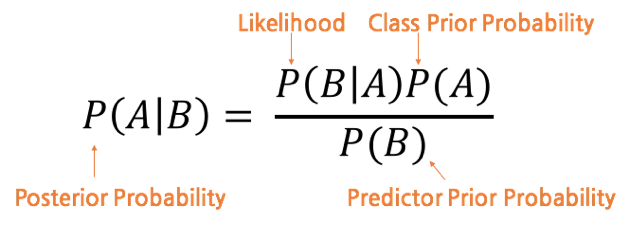 Likelihood Class Prior Probability
P(A|B) = P(B|A)P(A)
P(B)
Posterior Probability Predictor Prior Probability